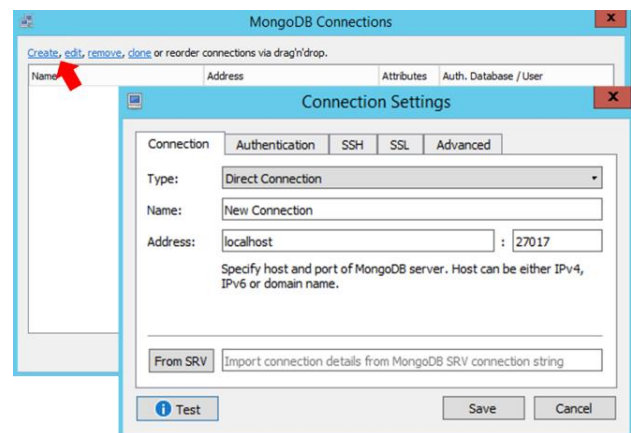 MongoDB Connections
x
Create, edit, remove, clone or reorder connections via drag'n'drop.
Name Address Attributes Auth. Database / User
Connection Settings
x
Connection Authentication SSH SSL Advanced
Type: Direct Connection
Name: New Connection
Address: localhost : 27017
Specify host and port of MongoDB server. Host can be either IPv4,
IPv6 or domain name.
From SRV Import connection details from MongoDB SRV connection string
Test Save Cancel